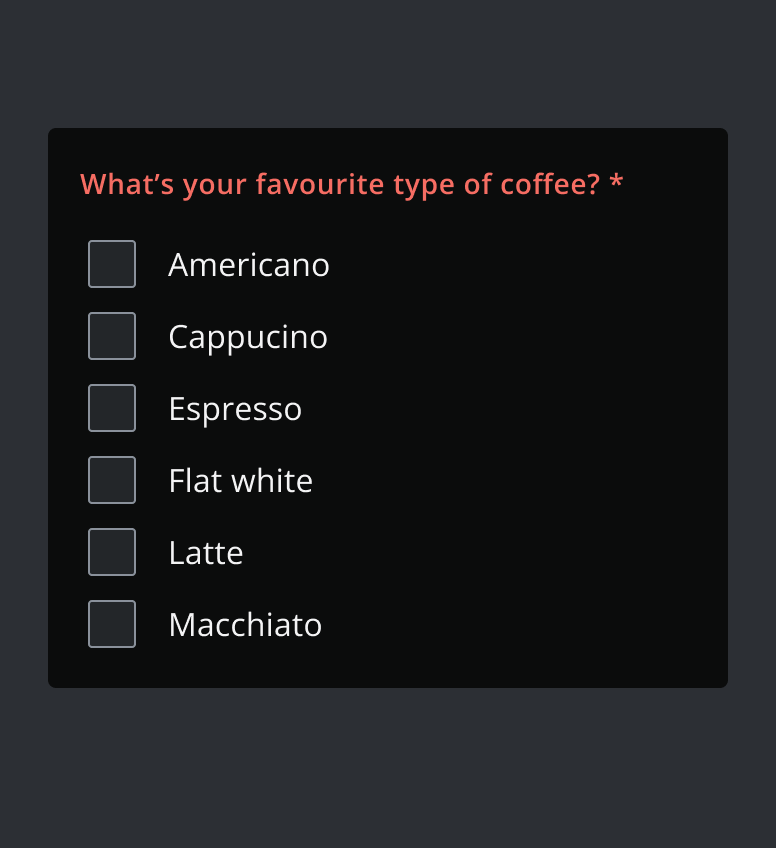 What’s your favourite type of coffee? *
Americano
Cappucino
Espresso
Flat white
Latte
Macchiato